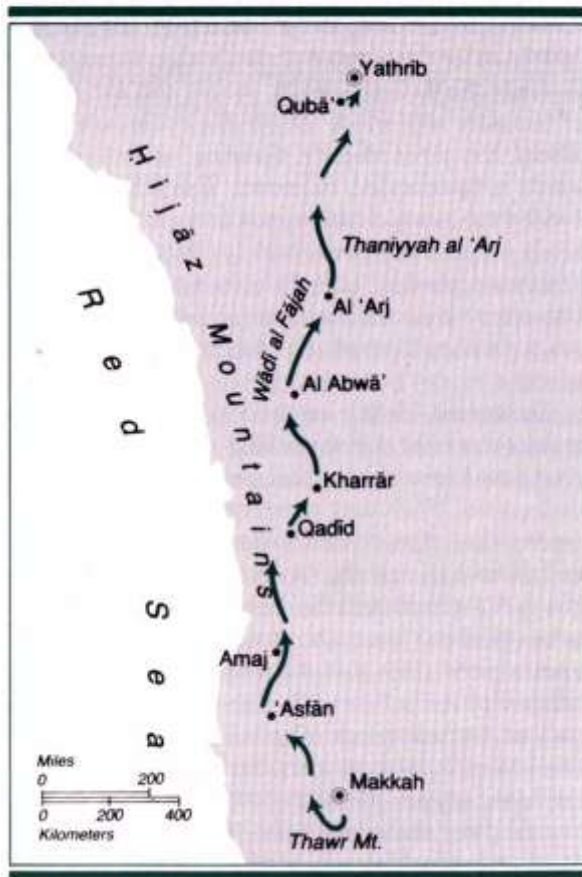 Yathrib
Qubā'
Hijāz Mountains
Thaniyyah al 'Arj
Al 'Arj
Wādī al Fājah
Red Sea
Al Abwā'
Kharrār
Qadīd
Amaj
'Asfān
Miles
0 200
0 200 400
Kilometers
Makkah
Thawr Mt.